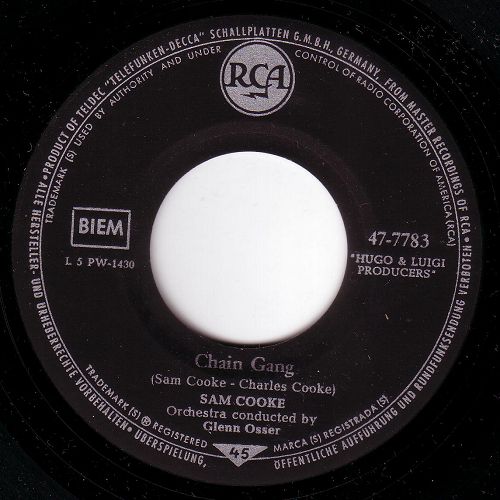 PRODUCT OF TELDEC "TELEFUNKEN-DECCA" SCHALLPLATTEN G.M.B.H., GERMANY, FROM MASTER RECORDINGS OF RCA •
TRADEMARK (S) USED BY AUTHORITY AND UNDER CONTROL OF RADIO CORPORATION OF AMERICA (RCA)
RCA
BIEM
L 5 PW-1430
47-7783
"HUGO & LUIGI
PRODUCERS"
Chain Gang
(Sam Cooke - Charles Cooke)
SAM COOKE
Orchestra conducted by
Glenn Osser
TRADEMARK (S) ® REGISTERED
45
MARCA (S) REGISTRADA (S)
• ALLE HERSTELLER- UND URHEBERRECHTE VORBEHALTEN • ÜBERSPIELUNG, ÖFFENTLICHE AUFFÜHRUNG UND RUNDFUNKSENDUNG VERBOTEN